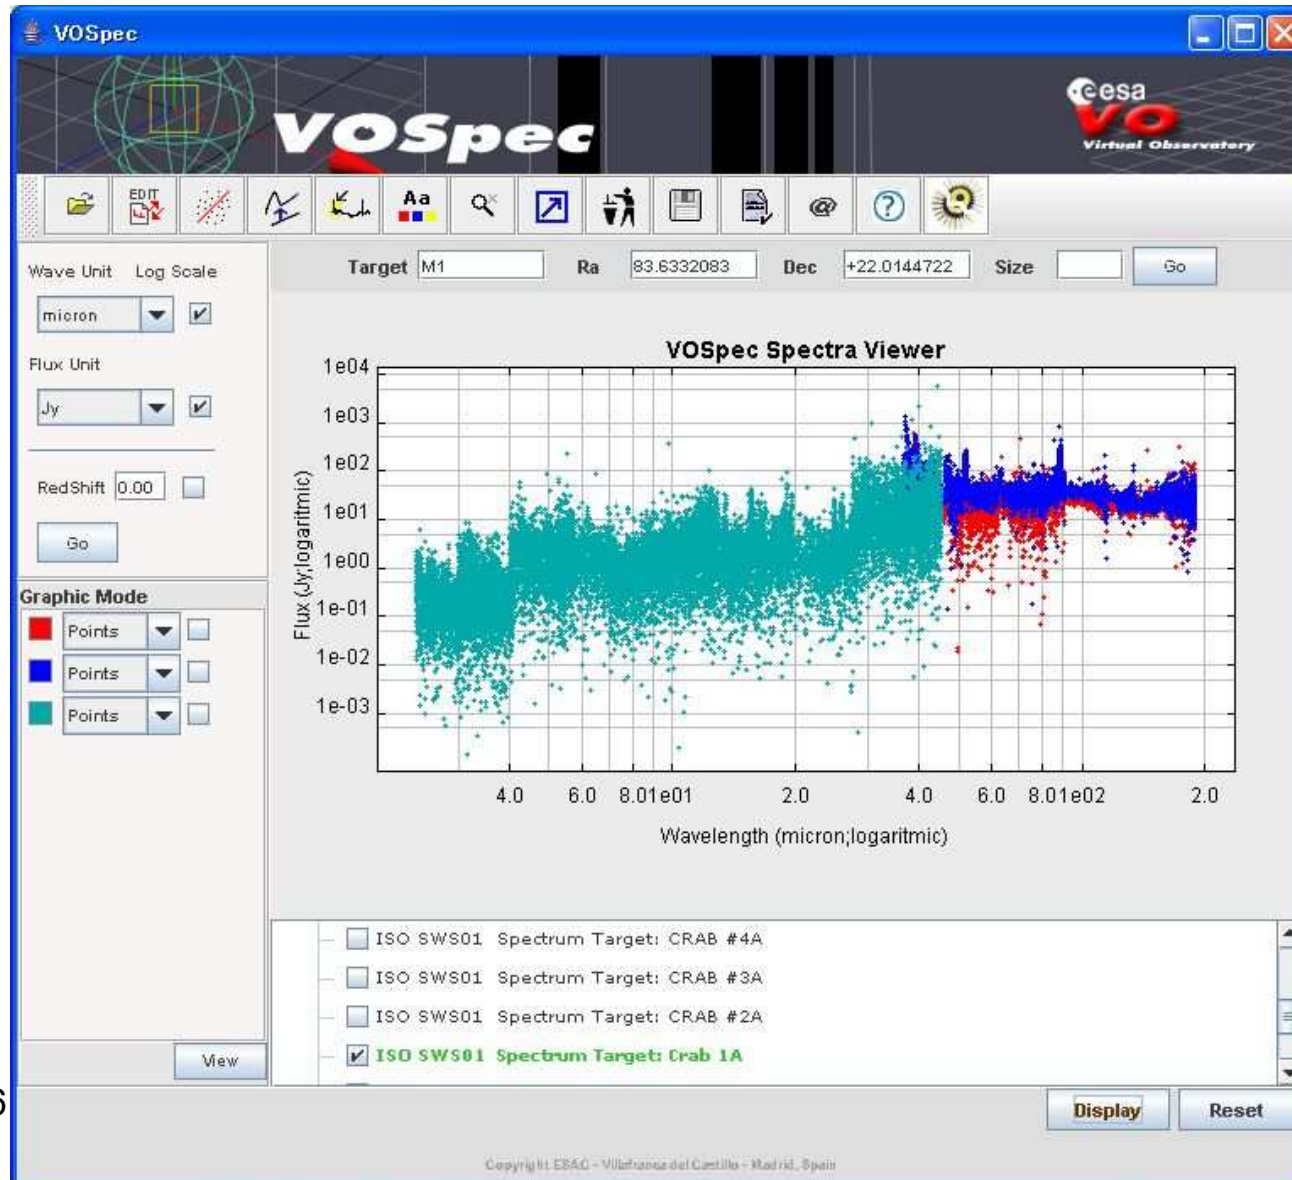 VOSpec
VOSpec
esa
VO
Virtual Observatory
EDIT
Aa
@
?
Wave Unit Log Scale
micron
Flux Unit
Jy
RedShift 0.00
Go
Target M1 Ra 83.6332083 Dec +22.0144722 Size Go
VOSpec Spectra Viewer
1e04
1e03
1e02
1e01
1e00
1e-01
1e-02
1e-03
Flux (Jy;logaritmic)
4.0 6.0 8.01e01 2.0 4.0 6.0 8.01e02 2.0
Wavelength (micron;logaritmic)
Graphic Mode
Points
Points
Points
View
ISO SWS01 Spectrum Target: CRAB #4A
ISO SWS01 Spectrum Target: CRAB #3A
ISO SWS01 Spectrum Target: CRAB #2A
ISO SWS01 Spectrum Target: Crab 1A
6
Display Reset
Copyright ESAC - Villafranca del Castillo - Madrid, Spain